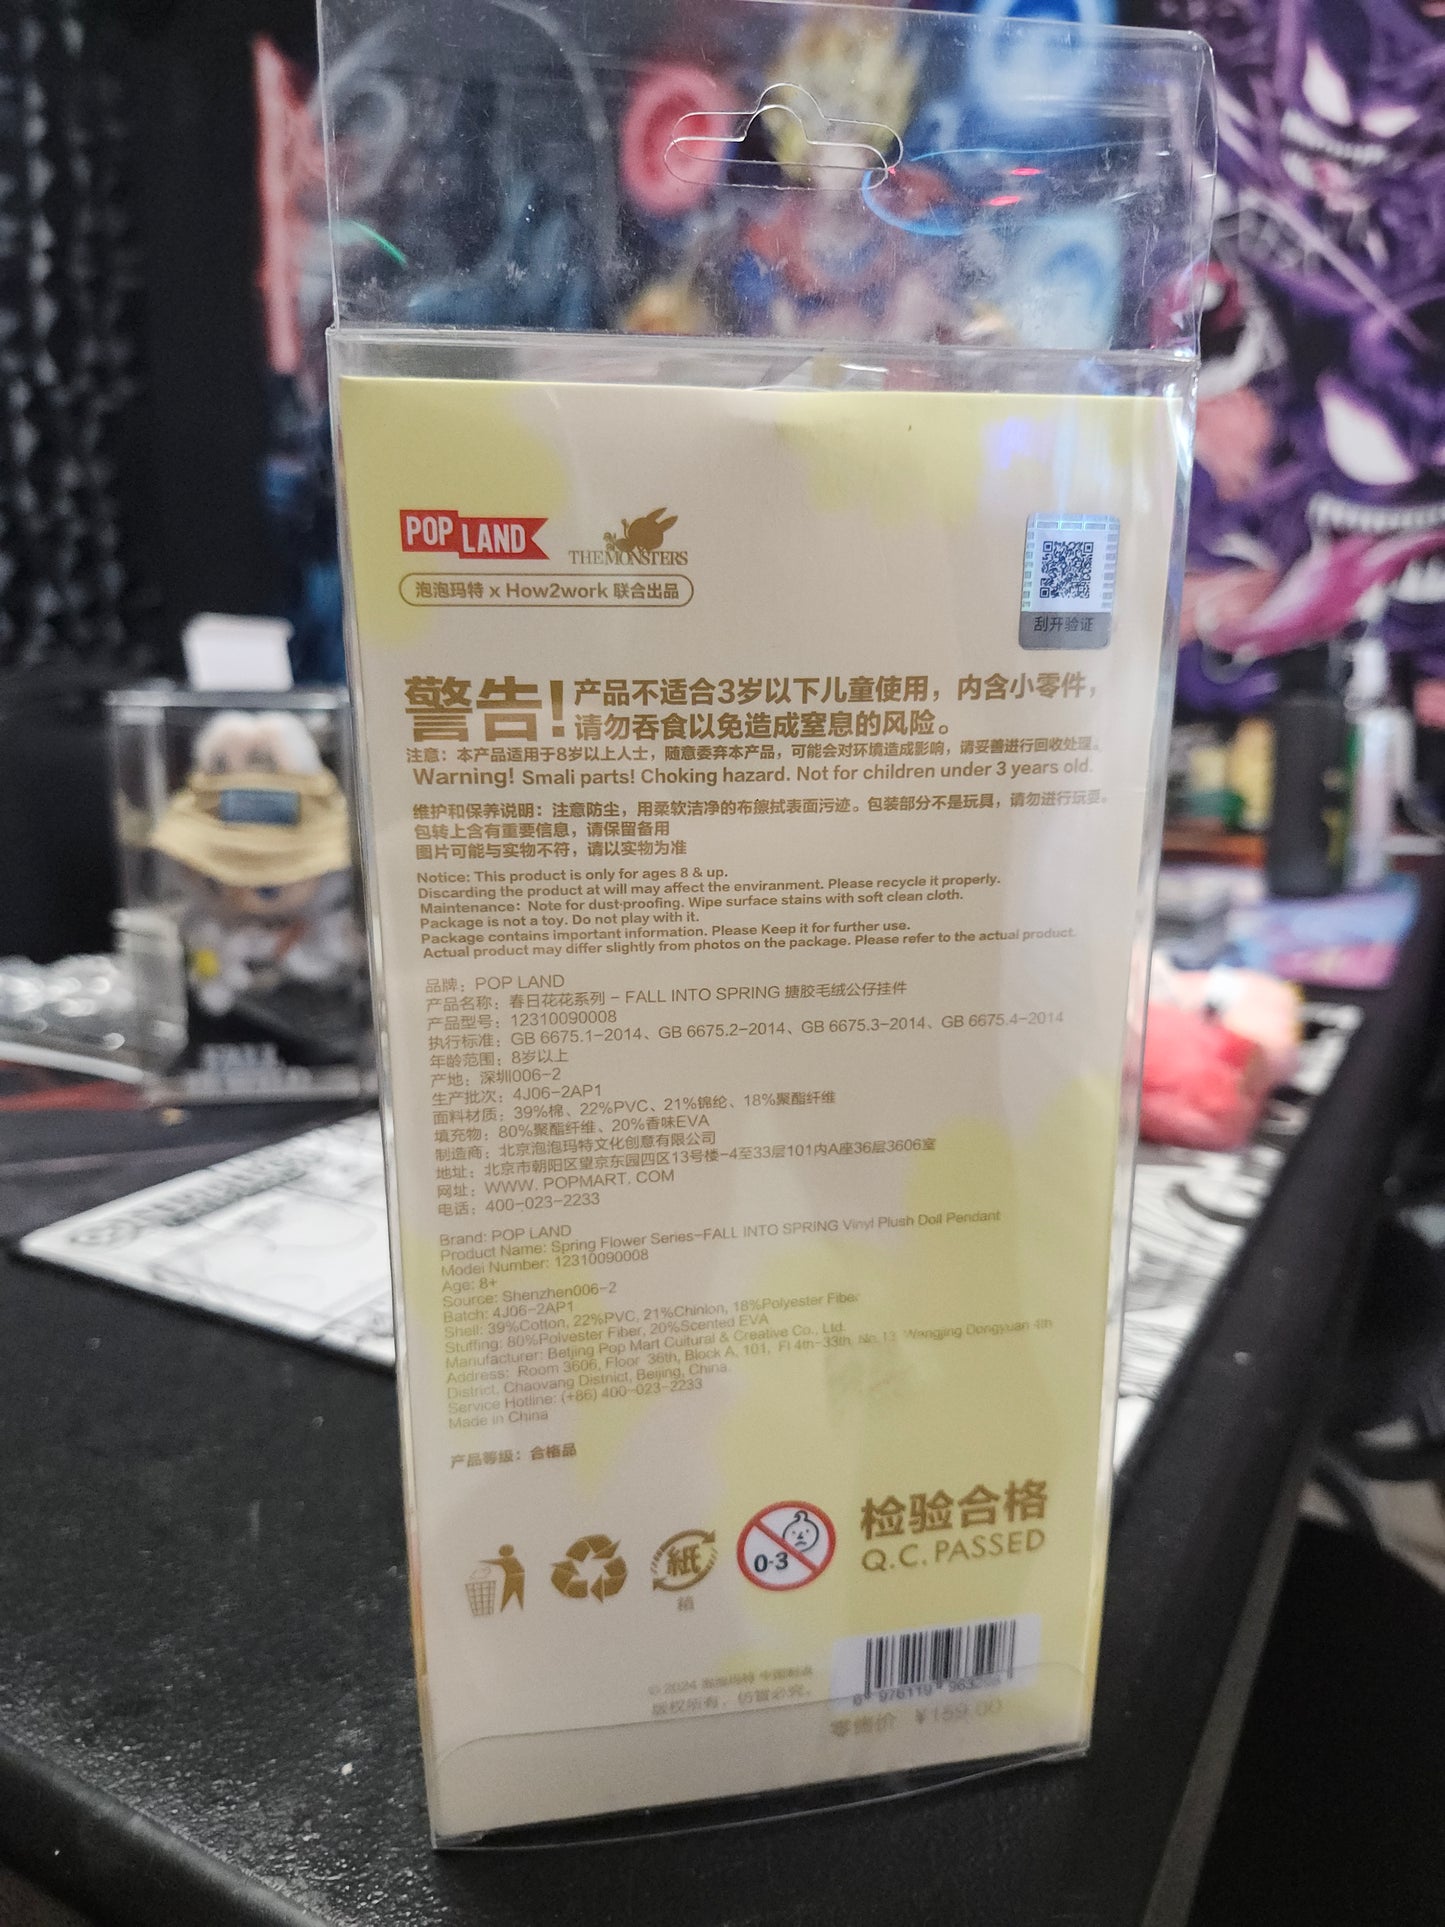 POP LAND
THE MONSTERS
泡泡玛特 x How2work 联合出品
刮开验证
警告!产品不适合3岁以下儿童使用，内含小零件，
请勿吞食以免造成窒息的风险。
注意：本产品适用于8岁以上人士，随意委弃本产品，可能会对环境造成影响，请妥善进行回收处理。
Warning! Smali parts! Choking hazard. Not for children under 3 years old.
维护和保养说明：注意防尘，用柔软洁净的布擦拭表面污迹。包装部分不是玩具，请勿进行玩耍。
包转上含有重要信息，请保留备用
图片可能与实物不符，请以实物为准
Notice: This product is only for ages 8 & up.
Discarding the product at will may affect the enviranment. Please recycle it properly.
Maintenance: Note for dust-proofing. Wipe surface stains with soft clean cloth.
Package is not a toy. Do not play with it.
Package contains important information. Please Keep it for further use.
Actual product may differ slightly from photos on the package. Please refer to the actual product.
品牌：POP LAND
产品名称：春日花花系列 – FALL INTO SPRING 搪胶毛绒公仔挂件
产品型号：12310090008
执行标准：GB 6675.1–2014、GB 6675.2–2014、GB 6675.3–2014、GB 6675.4–2014
年龄范围：8岁以上
产地：深圳006–2
生产批次：4J06–2AP1
面料材质：39%棉、22%PVC、21%锦纶、18%聚酯纤维
填充物：80%聚酯纤维、20%香味EVA
制造商：北京泡泡玛特文化创意有限公司
地址：北京市朝阳区望京东园四区13号楼–4至33层101内A座36层3606室
网址：WWW. POPMART. COM
电话：400–023–2233
Brand: POP LAND
Product Name: Spring Flower Series–FALL INTO SPRING Vinyl Plush Doll Pendant
Model Number: 12310090008
Age: 8+
Source: Shenzhen006–2
Batch: 4J06–2AP1
Shell: 39%Cotton, 22%PVC, 21%Chinlon, 18%Polyester Fiber
Stuffing: 80%Polvester Fiber, 20%Scented EVA
Manufacturer: Betjing Pop Mart Cultural & Creative Co., Ltd.
Address: Room 3606, Floor 36th, Block A, 101, Fl 4th–33th, No.13 Wangjing Dongyuan 4th
District, Chaovang District, Beijing, China.
Service Hotline: (+86) 400–023–2233
Made in China
产品等级：合格品
紙
箱
0-3
检验合格
Q.C. PASSED
© 2024 泡泡玛特 中国制造
版权所有，仿冒必究。
6 976119
零售价 ¥159.00